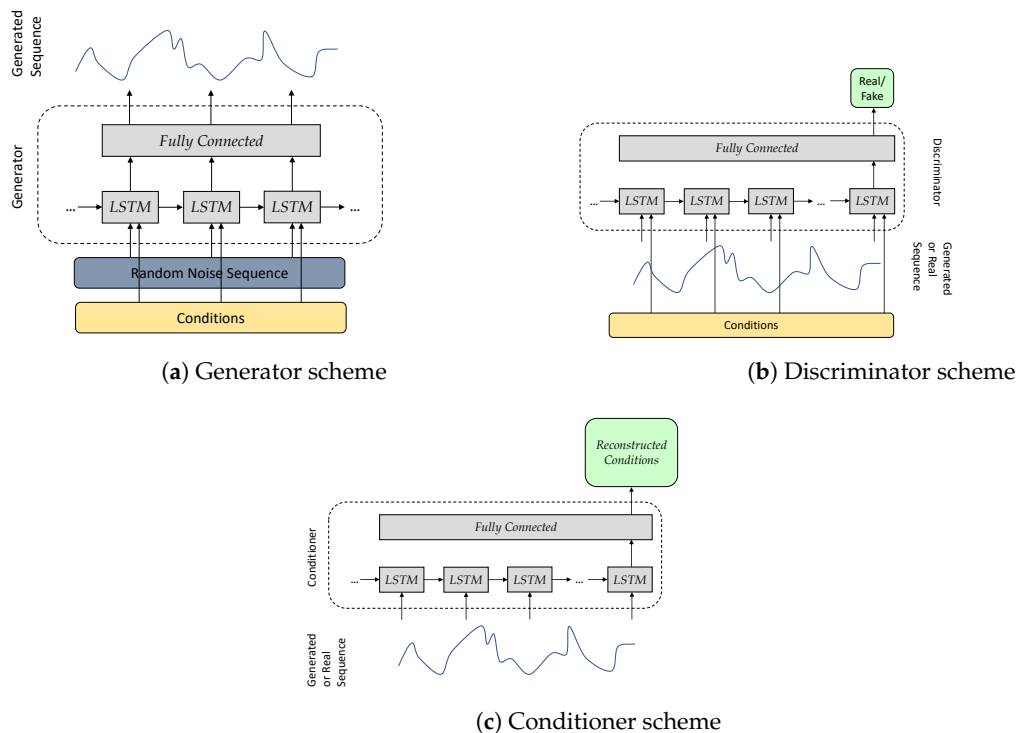 Generated
Sequence
Generator
Fully Connected
... LSTM LSTM LSTM ...
Random Noise Sequence
Conditions
(a) Generator scheme
Real/
Fake
Fully Connected
Discriminator
... LSTM LSTM LSTM ... LSTM
Generated
or Real
Sequence
Conditions
(b) Discriminator scheme
Reconstructed
Conditions
Fully Connected
Conditioner
... LSTM LSTM LSTM ... LSTM
Generated
or Real
Sequence
(c) Conditioner scheme